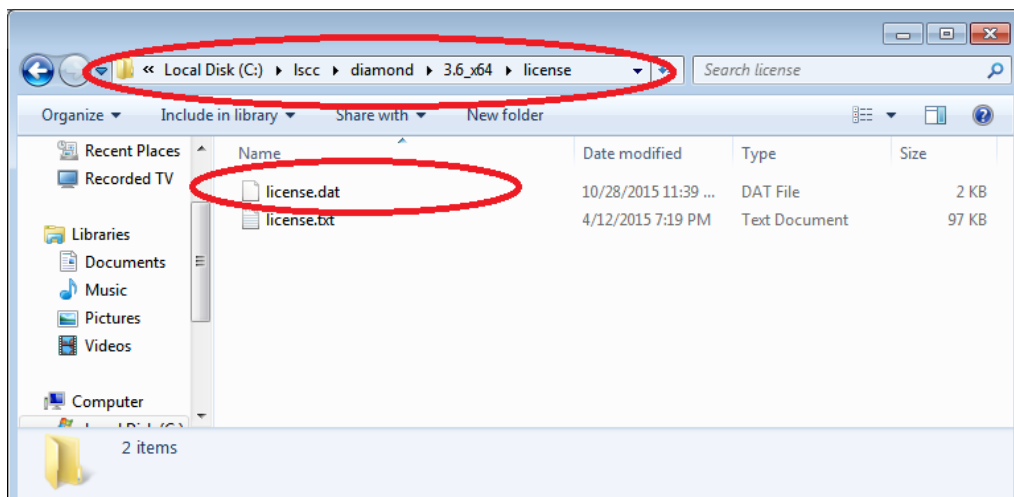 « Local Disk (C:) ▸ lscc ▸ diamond ▸ 3.6_x64 ▸ license
Search license
Organize Include in library Share with New folder
Recent Places
Recorded TV
Libraries
Documents
Music
Pictures
Videos
Computer
Name Date modified Type Size
license.dat 10/28/2015 11:39 ... DAT File 2 KB
license.txt 4/12/2015 7:19 PM Text Document 97 KB
2 items